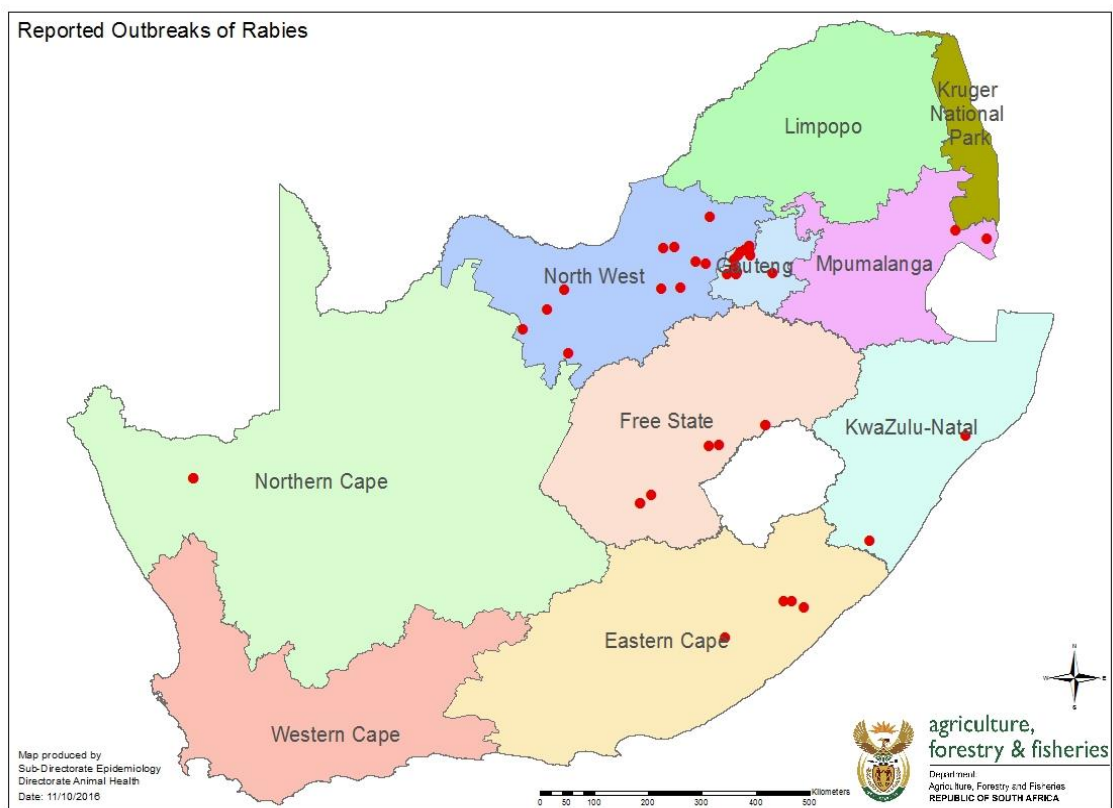 Reported Outbreaks of Rabies
Kruger
National
Park
Limpopo
North West
Gauteng
Mpumalanga
Free State
KwaZulu-Natal
Northern Cape
Eastern Cape
Western Cape
N
W
E
S
Map produced by
Sub-Directorate Epidemiology
Directorate Animal Health
Date: 11/10/2016
Kilometers
0 50 100 200 300 400 500
agriculture,
forestry & fisheries
Department:
Agriculture, Forestry and Fisheries
REPUBLIC OF SOUTH AFRICA